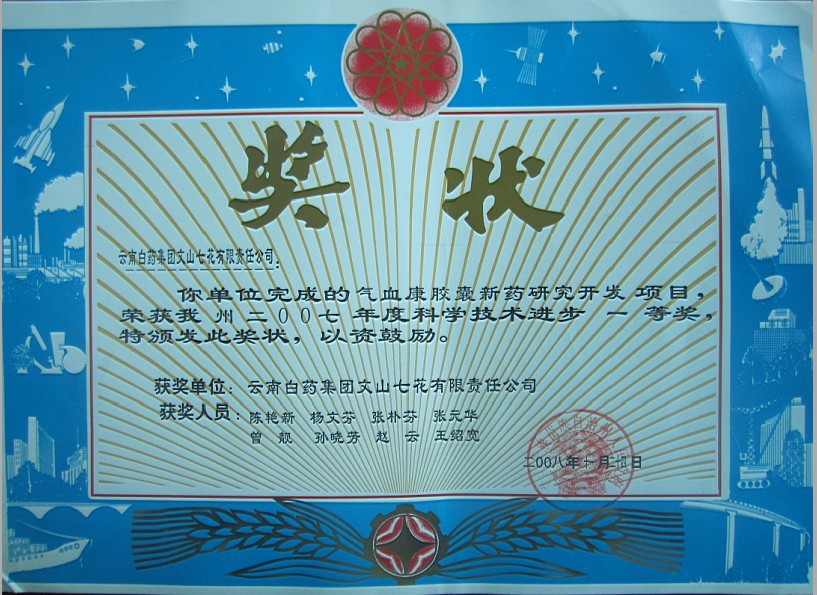 奖状
云南白药集团文山七花有限责任公司:
你单位完成的气血康胶囊新药研究开发项目,
荣获我州二00七年度科学技术进步一等奖,
特颁发此奖状,以资鼓励。
获奖单位:云南白药集团文山七花有限责任公司
获奖人员:陈艳新 杨文芬 张朴芬 张元华
曾靓 孙晓芳 赵云 王绍宽
二00八年十一月二十四日